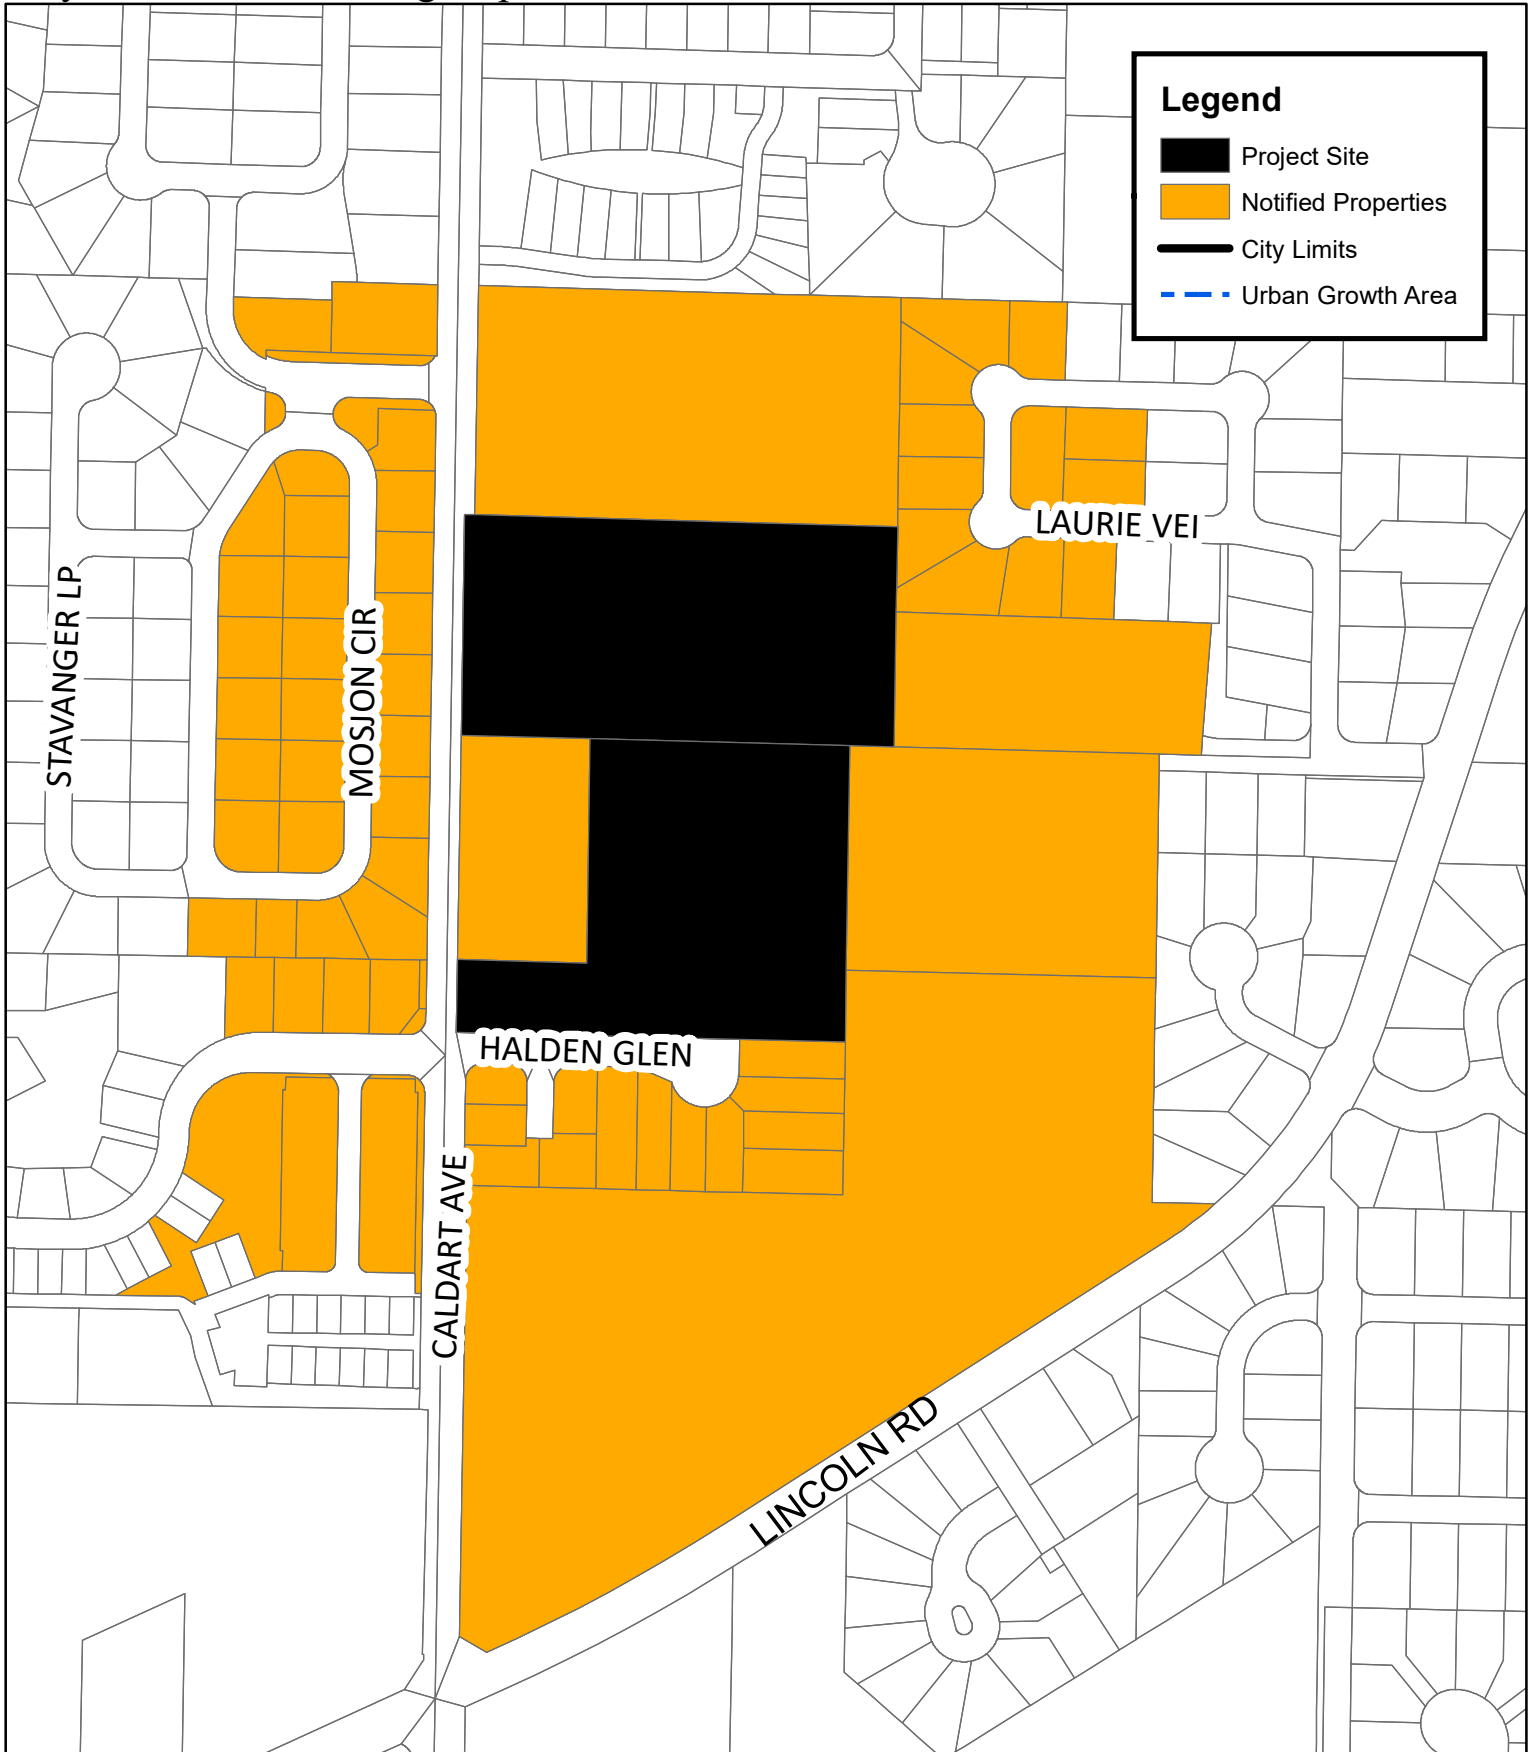 Legend
Project Site
Notified Properties
City Limits
Urban Growth Area
LAURIE VEI
STAVANGER LP
MOSJON CIR
HALDEN GLEN
CALDART AVE
LINCOLN RD